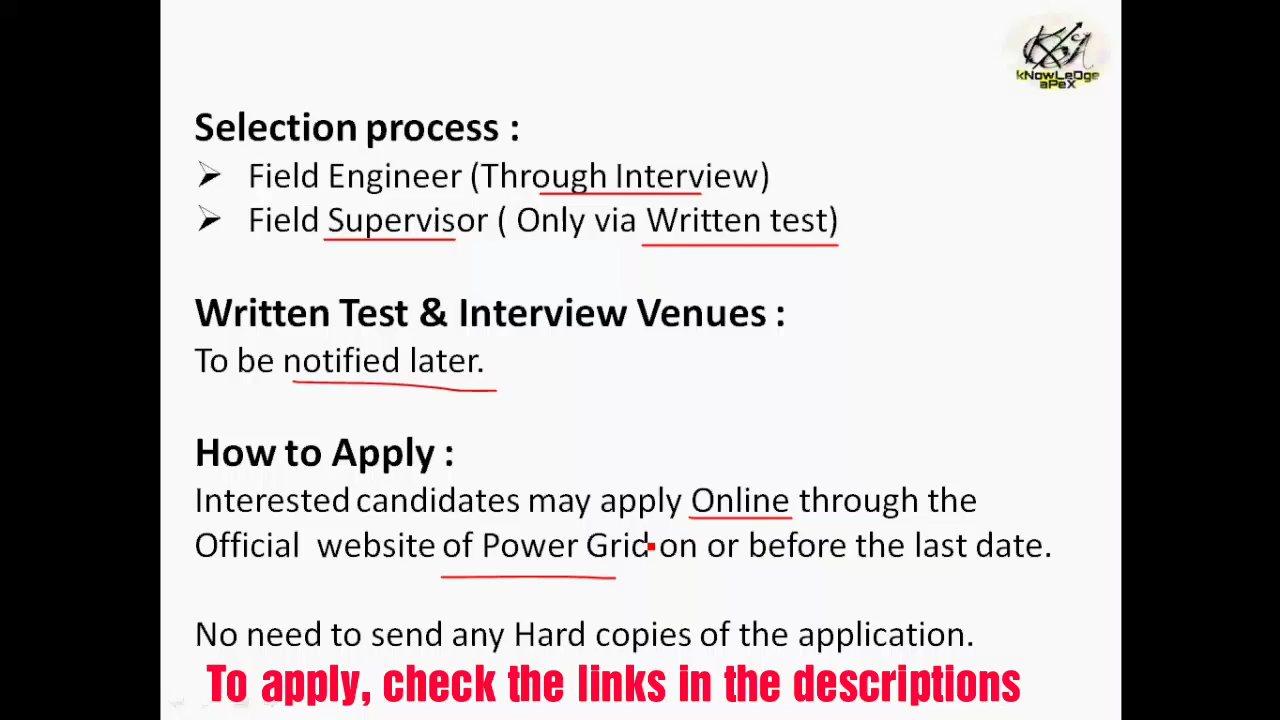 kNowLeDge
aPeX
Selection process :
Field Engineer (Through Interview)
Field Supervisor ( Only via Written test)
Written Test & Interview Venues :
To be notified later.
How to Apply :
Interested candidates may apply Online through the
Official website of Power Grid on or before the last date.
No need to send any Hard copies of the application.
To apply, check the links in the descriptions